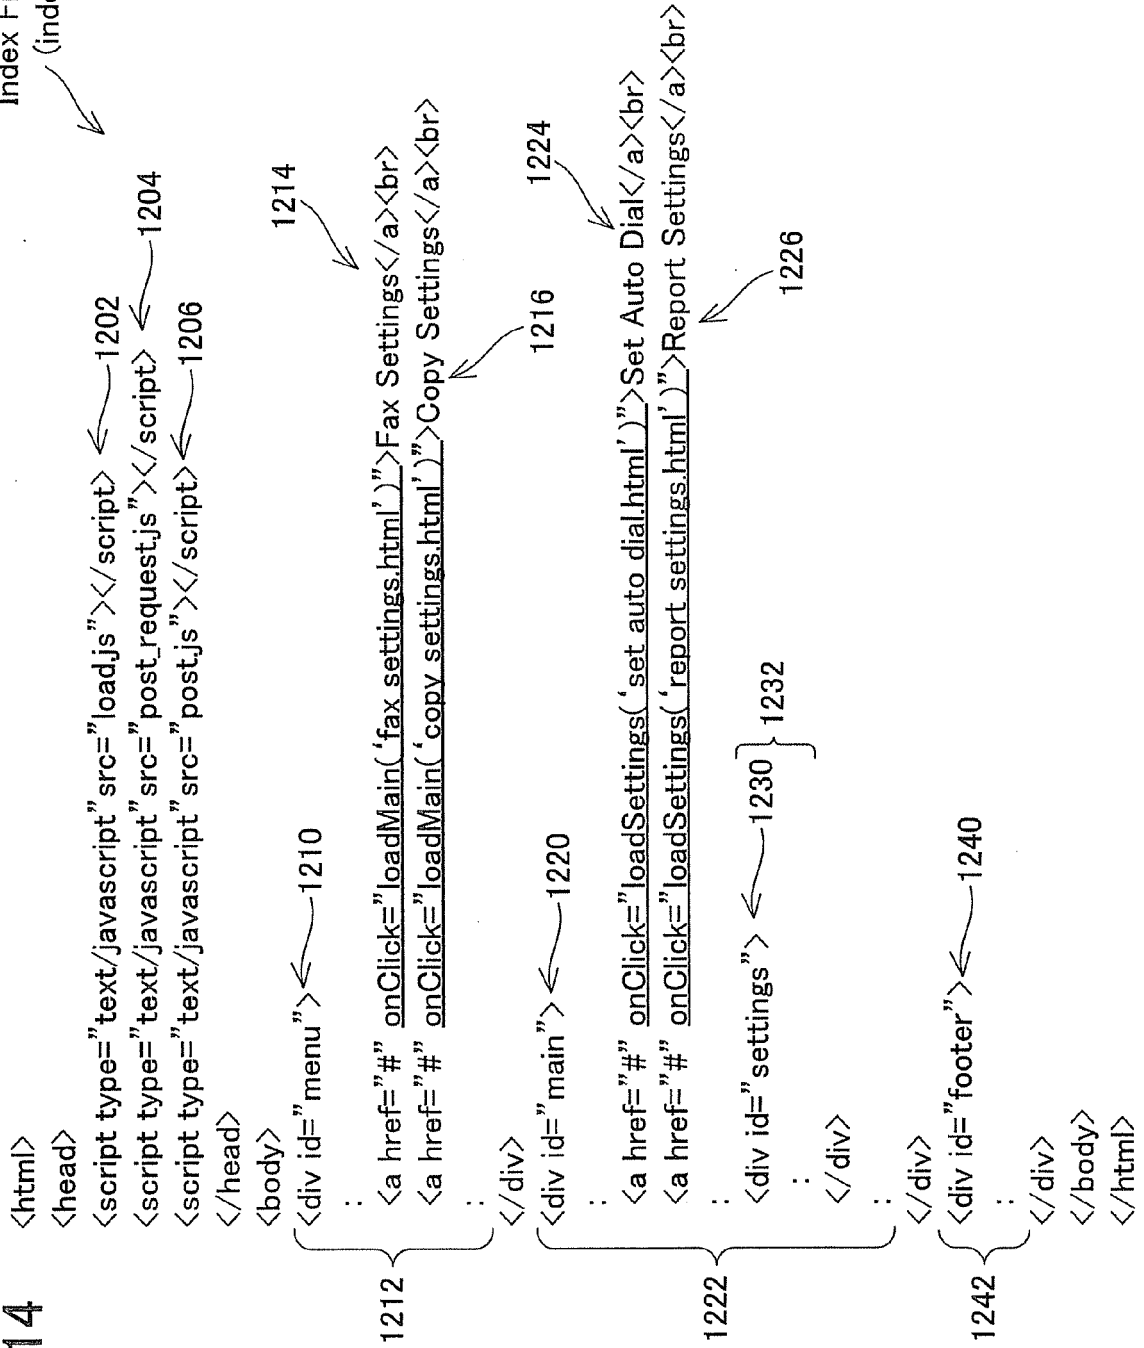 14
Index F
(inde
<html>
<head>
<script type="text/javascript"src="load.js"></script> 1202
<script type="text/javascript"src="post_request.js"></script> 1204
<script type="text/javascript"src="post.js"></script> 1206
</head>
<body>
<div id="menu"> 1210
:
<a href="#" onClick="loadMain('fax settings.html')">Fax Settings</a><br> 1214
<a href="#" onClick="loadMain('copy settings.html')">Copy Settings</a><br> 1216
:
</div>
1212
<div id="main"> 1220
:
<a href="#" onClick="loadSettings('set auto dial.html')">Set Auto Dial</a><br> 1224
<a href="#" onClick="loadSettings('report settings.html')">Report Settings</a><br> 1226
:
<div id="settings"> 1230
: 1232
</div>
:
</div>
1222
<div id="footer"> 1240
:
</div>
1242
</body>
</html>